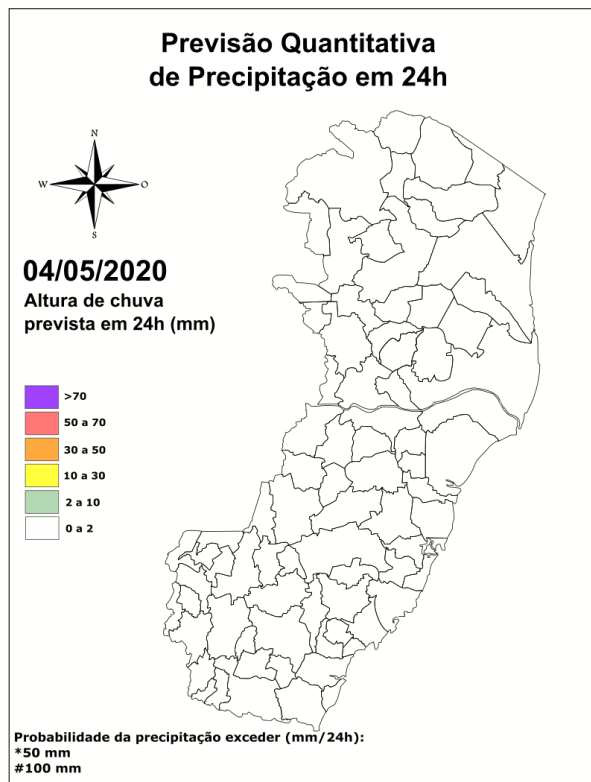 Previsão Quantitativa
de Precipitação em 24h
N
W
O
S
04/05/2020
Altura de chuva
prevista em 24h (mm)
>70
50 a 70
30 a 50
10 a 30
2 a 10
0 a 2
Probabilidade da precipitação exceder (mm/24h):
*50 mm
#100 mm